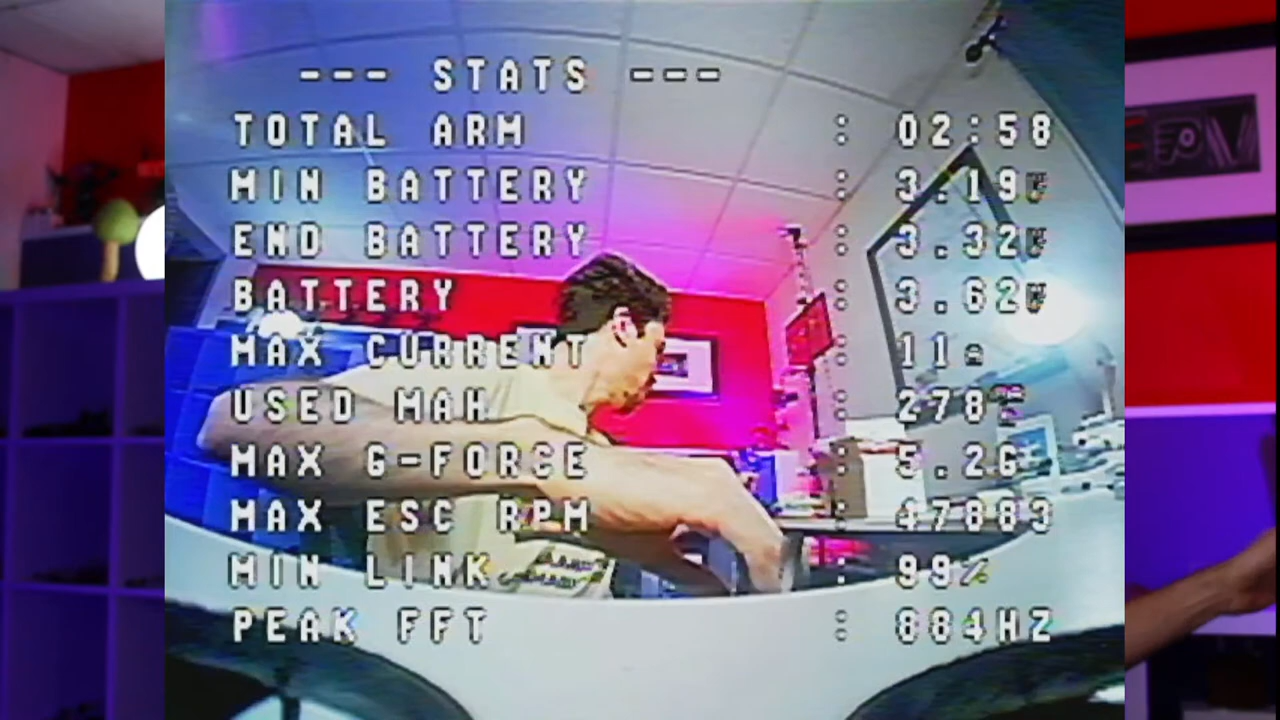 --- STATS ---
TOTAL ARM : 02:58
MIN BATTERY : 3.19V
END BATTERY : 3.32V
BATTERY : 3.62V
MAX CURRENT : 11A
USED MAH : 278
MAX G-FORCE : 5.2G
MAX ESC RPM : 47883
MIN LINK : 99%
PEAK FFT : 884HZ